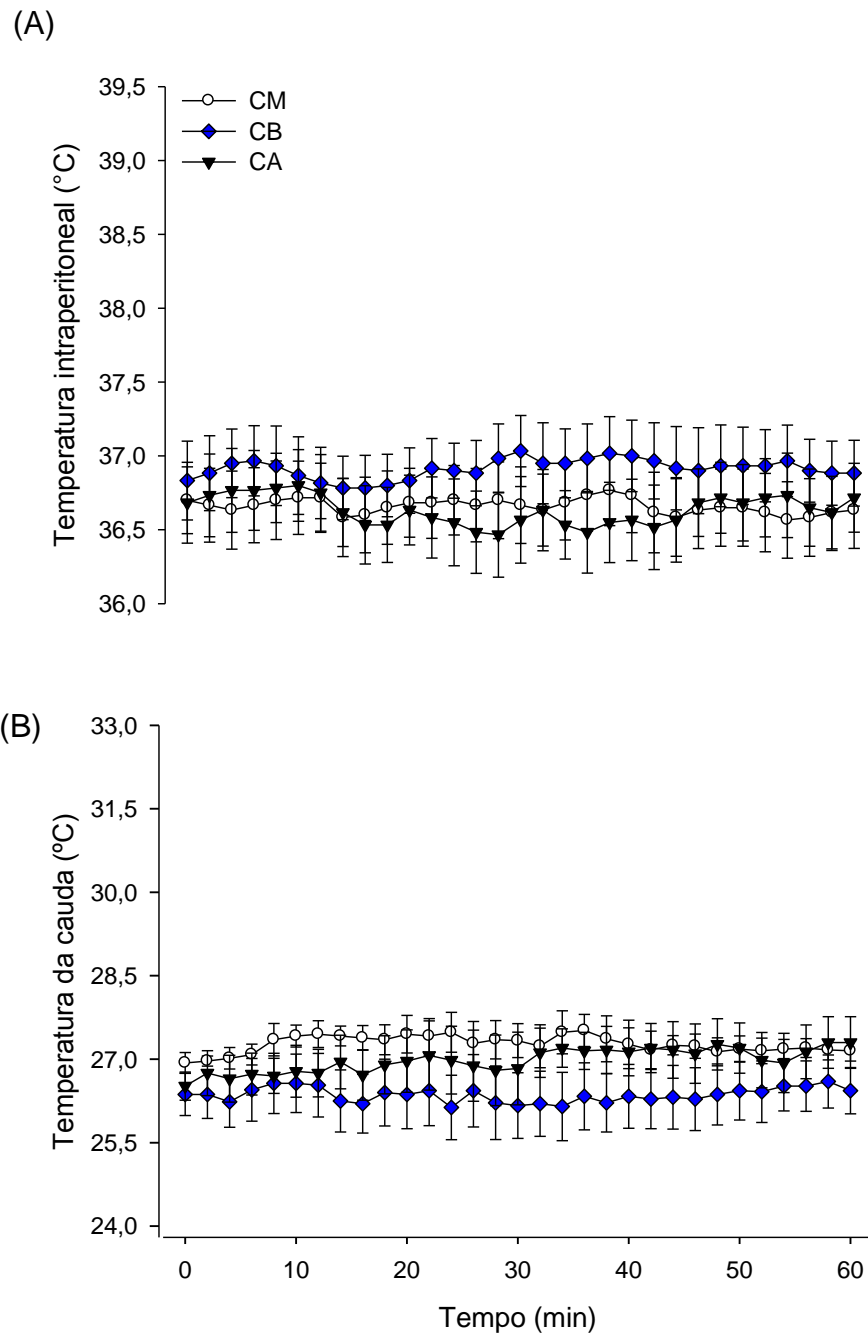 (A)
Temperatura intraperitoneal (°C)
39,5
39,0
38,5
38,0
37,5
37,0
36,5
36,0
CM
CB
CA
(B)
Temperatura da cauda (ºC)
33,0
31,5
30,0
28,5
27,0
25,5
24,0
0 10 20 30 40 50 60
Tempo (min)